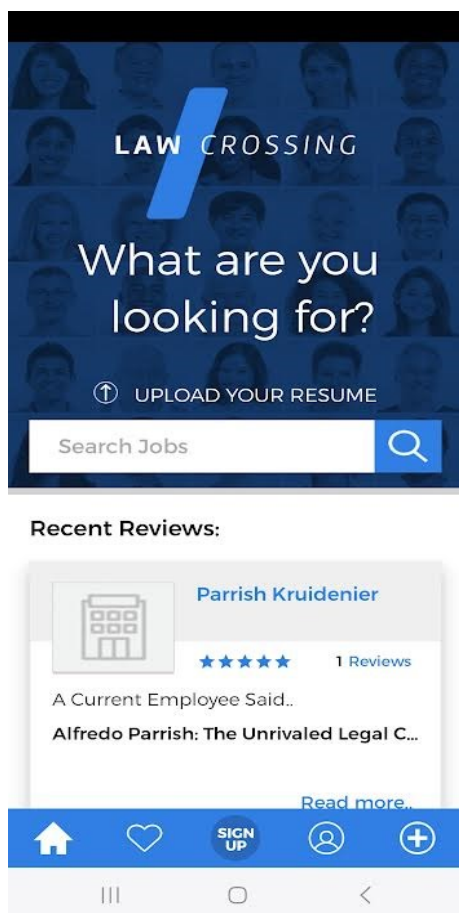 LAW CROSSING
What are you
looking for?
UPLOAD YOUR RESUME
Search Jobs
Recent Reviews:
Parrish Kruidenier
1 Reviews
A Current Employee Said..
Alfredo Parrish: The Unrivaled Legal C...
Read more..
SIGN
UP